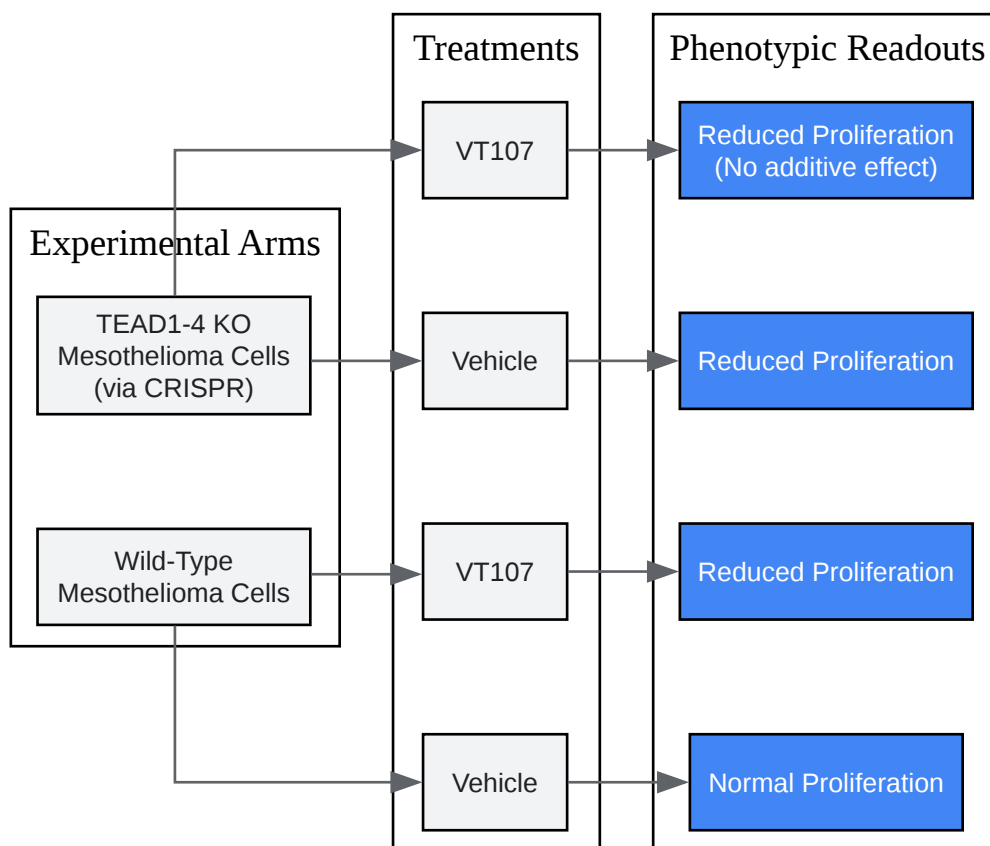 Treatments
Phenotypic Readouts
VT107
Reduced Proliferation
(No additive effect)
Experimental Arms
TEAD1-4 KO
Mesothelioma Cells
(via CRISPR)
Vehicle
Reduced Proliferation
Wild-Type
Mesothelioma Cells
VT107
Reduced Proliferation
Vehicle
Normal Proliferation